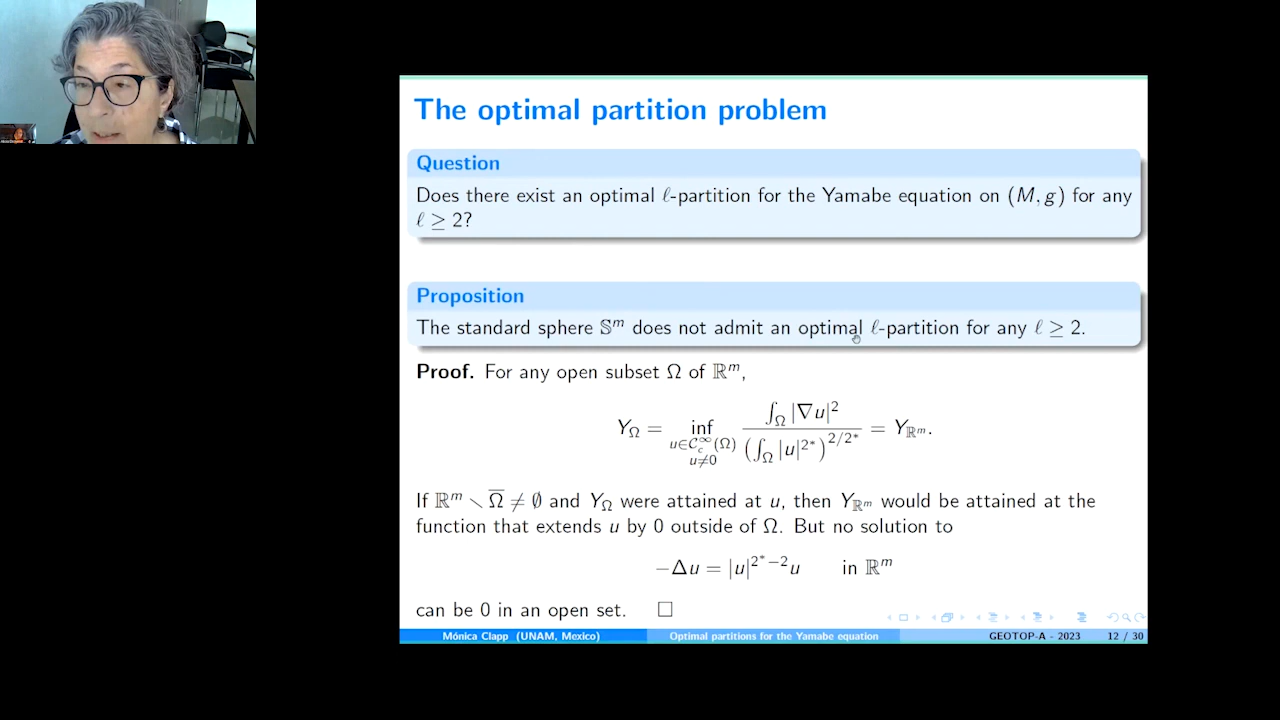 The optimal partition problem
Question
Does there exist an optimal ℓ-partition for the Yamabe equation on (M, g) for any
ℓ ≥ 2?
Proposition
The standard sphere 𝕊^m does not admit an optimal ℓ-partition for any ℓ ≥ 2.
Proof. For any open subset Ω of ℝ^m,
Y_Ω = inf_{u∈C_c^∞(Ω) u≠0} ∫_Ω |∇u|^2 / (∫_Ω |u|^{2*})^{2/2*} = Y_{ℝ^m}.
If ℝ^m ∖ Ω̅ ≠ ∅ and Y_Ω were attained at u, then Y_{ℝ^m} would be attained at the
function that extends u by 0 outside of Ω. But no solution to
−Δu = |u|^{2*−2}u in ℝ^m
can be 0 in an open set. □
Mónica Clapp (UNAM, Mexico) Optimal partitions for the Yamabe equation GEOTOP-A - 2023 12 / 30